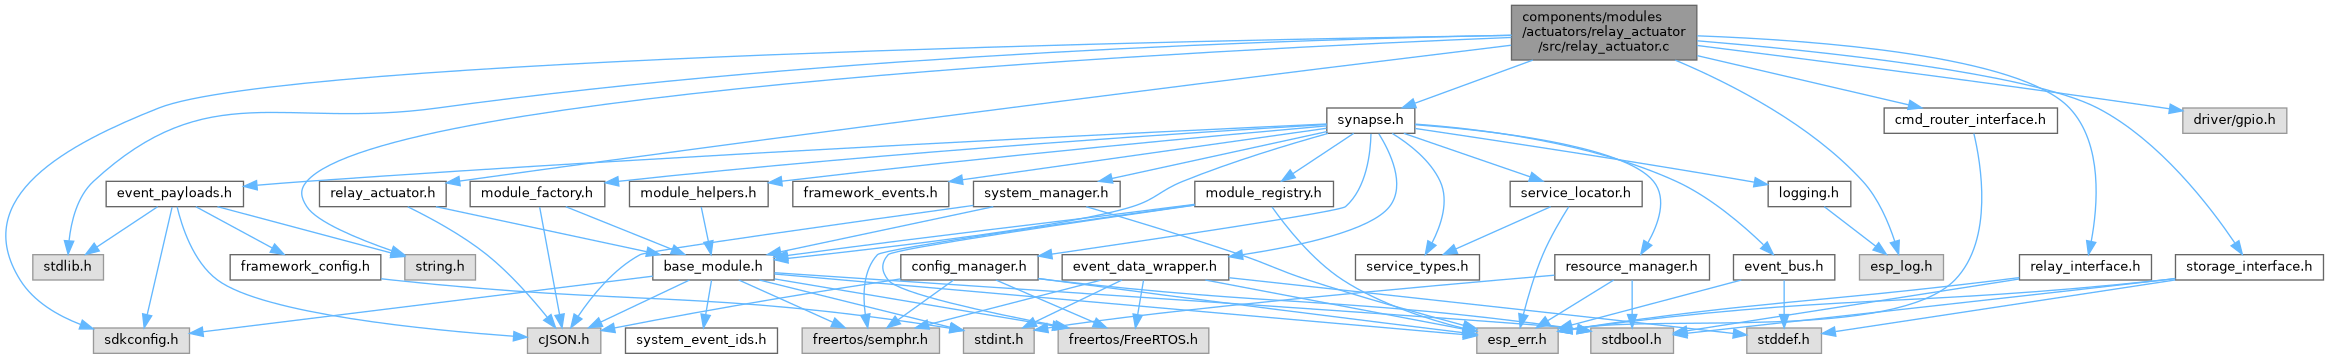 components/modules
/actuators/relay_actuator
/src/relay_actuator.c
synapse.h
cmd_router_interface.h
driver/gpio.h
event_payloads.h
relay_actuator.h
module_factory.h
module_helpers.h
framework_events.h
system_manager.h
module_registry.h
service_locator.h
logging.h
stdlib.h
framework_config.h
string.h
base_module.h
config_manager.h
event_data_wrapper.h
service_types.h
resource_manager.h
event_bus.h
esp_log.h
relay_interface.h
storage_interface.h
sdkconfig.h
cJSON.h
system_event_ids.h
freertos/semphr.h
stdint.h
freertos/FreeRTOS.h
esp_err.h
stdbool.h
stddef.h